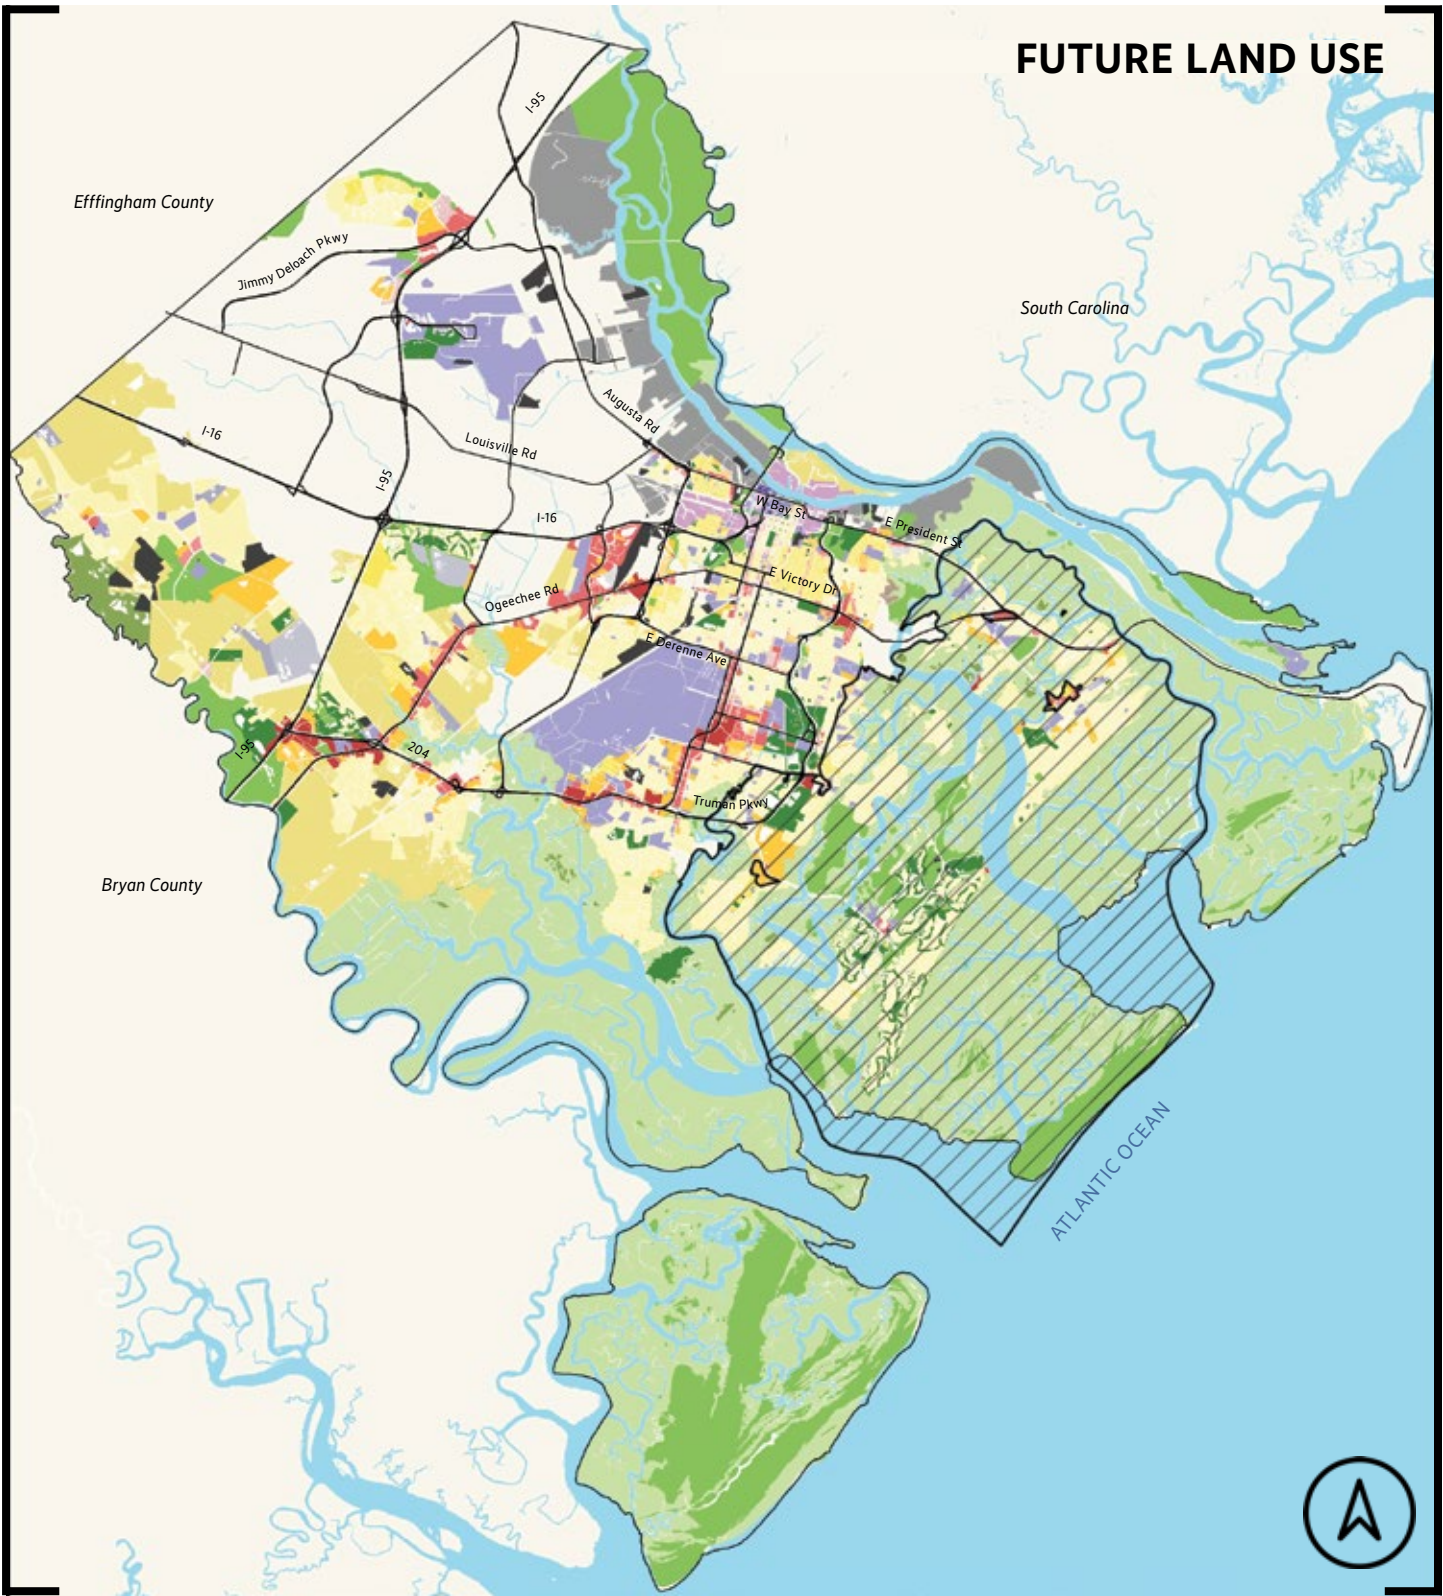 FUTURE LAND USE
I-95
Efffingham County
Jimmy Deloach Pkwy
South Carolina
Augusta Rd
I-16
Louisville Rd
I-95
I-16
W Bay St
E President St
E Victory Dr
Ogeechee Rd
E Derenne Ave
I-95
204
Truman Pkwy
Bryan County
ATLANTIC OCEAN